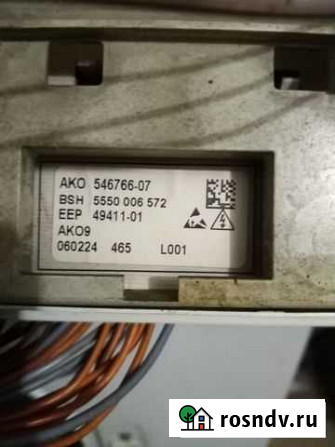 AKO 546766-07
BSH 5550 006 572
EEP 49411-01
AKO9
060224 465 L001
rosndv.ru